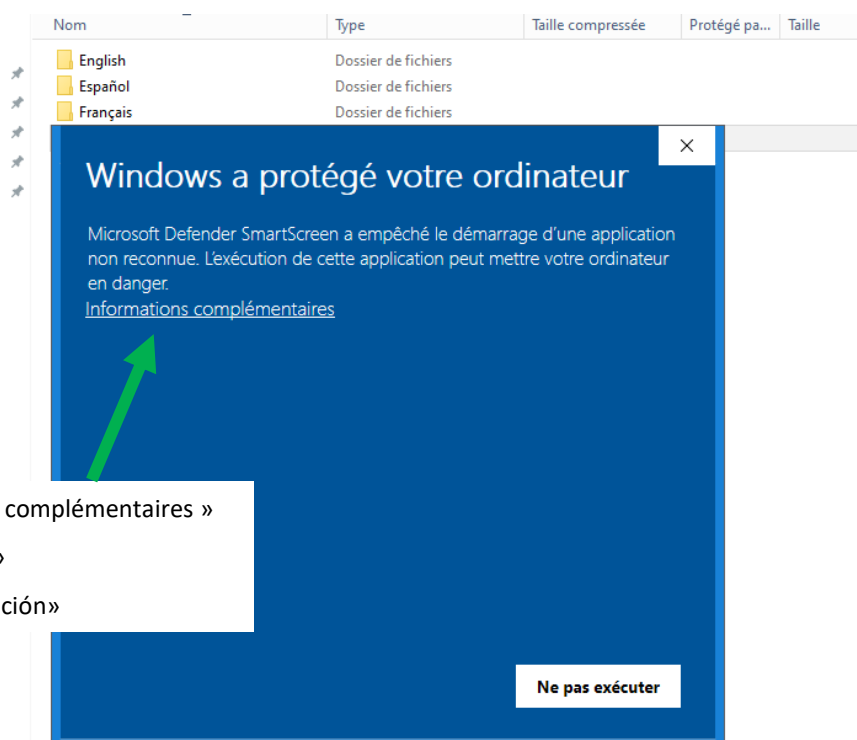 Nom Type Taille compressée Protégé pa... Taille
English Dossier de fichiers
Español Dossier de fichiers
Français Dossier de fichiers
Windows a protégé votre ordinateur
Microsoft Defender SmartScreen a empêché le démarrage d'une application
non reconnue. L'exécution de cette application peut mettre votre ordinateur
en danger.
Informations complémentaires
complémentaires »
»
ción»
Ne pas exécuter